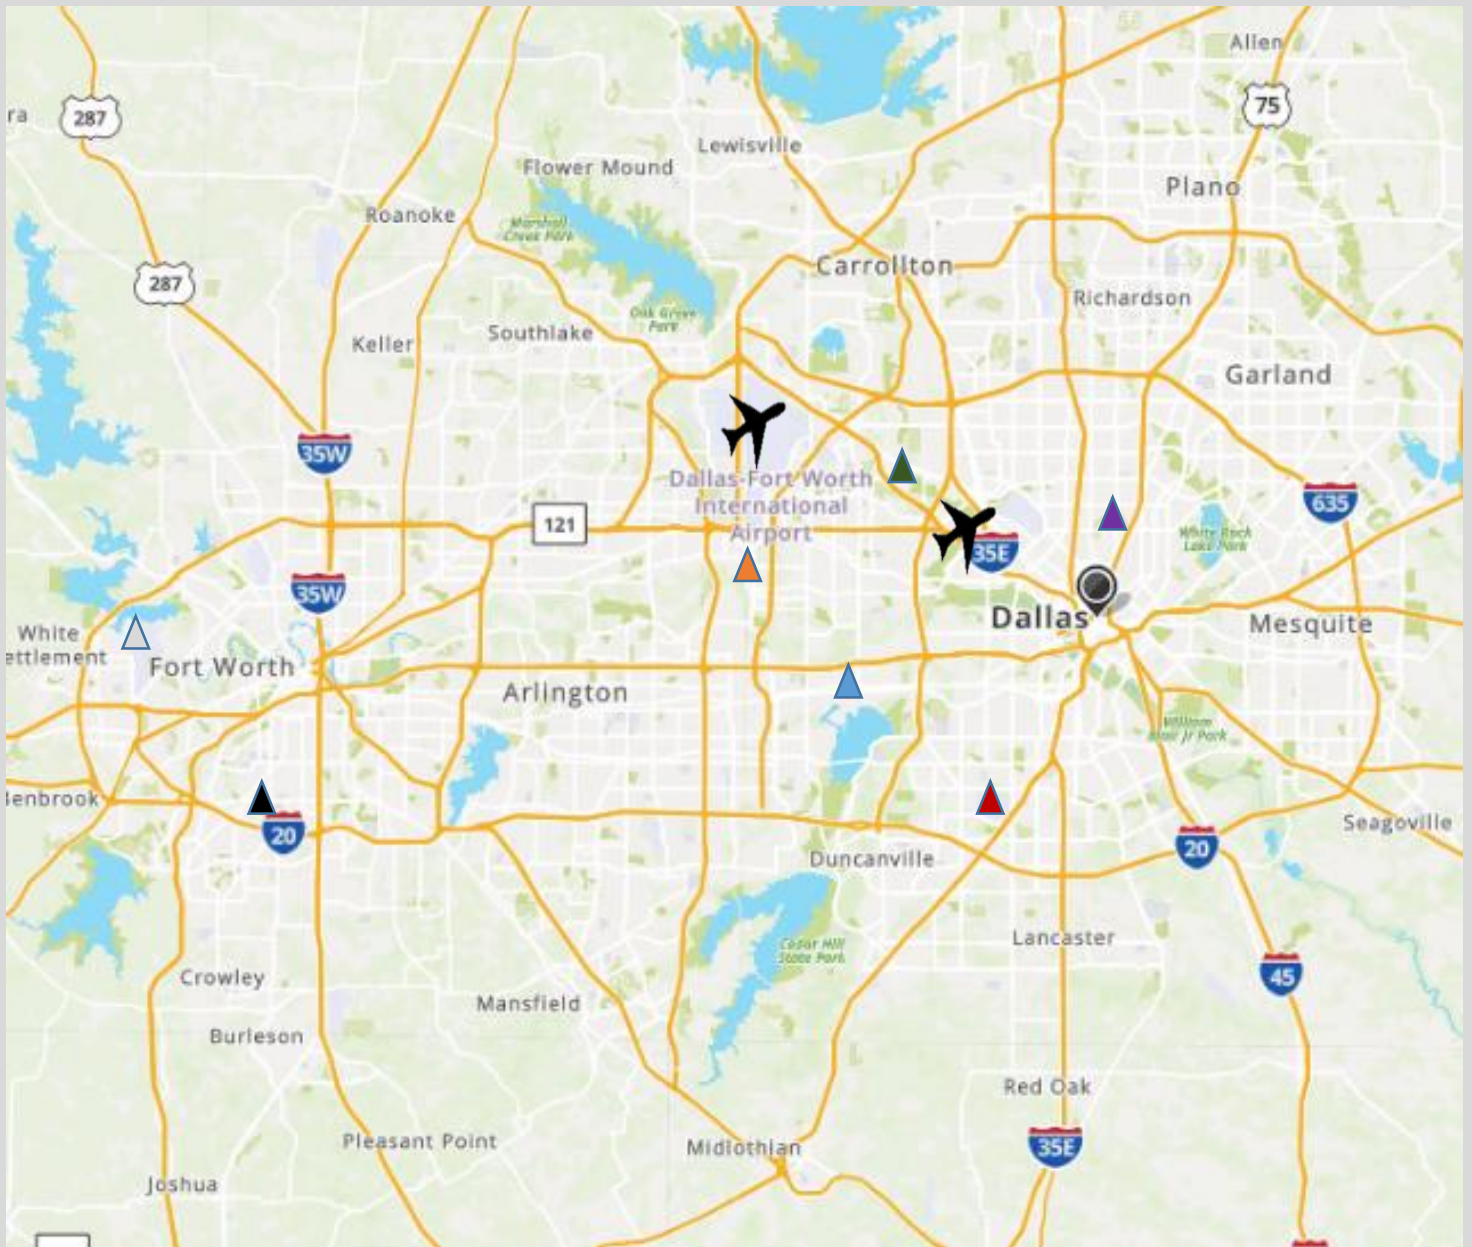 Allen
75
ra
287
Lewisville
Flower Mound
Plano
Roanoke
Marshall
Creek Park
Carrollton
287
Richardson
Oak Grove
Park
Southlake
Keller
Garland
35W
Dallas-Fort Worth
International
Airport
635
121
White Rock
Lake Park
35E
35W
Dallas
Mesquite
White
ettlement
Fort Worth
Arlington
William
Blair Jr Park
Benbrook
20
Seagoville
20
Duncanville
Lancaster
Cedar Hill
State Park
45
Crowley
Mansfield
Burleson
Red Oak
Pleasant Point
Midlothian
35E
Joshua